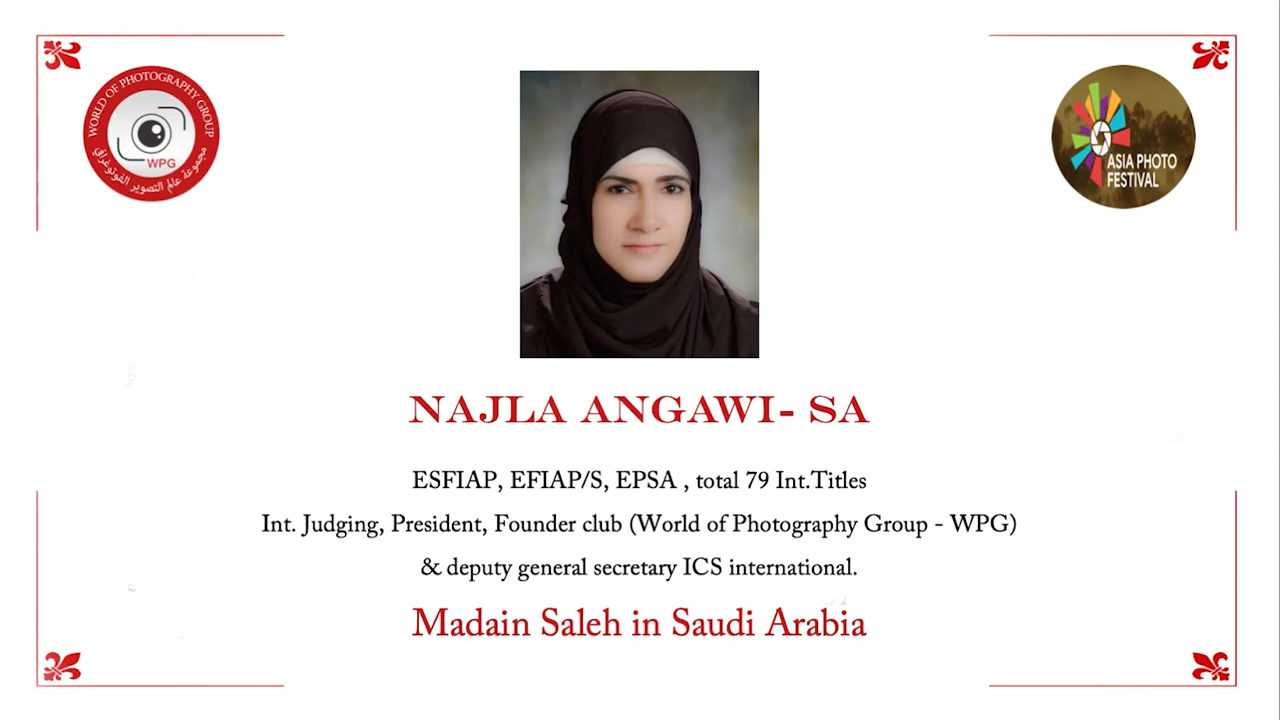 WORLD OF PHOTOGRAPHY GROUP
WPG
مجموعة عالم التصوير الفوتوغرافي
ASIA PHOTO
FESTIVAL
NAJLA ANGAWI- SA
ESFIAP, EFIAP/S, EPSA , total 79 Int.Titles
Int. Judging, President, Founder club (World of Photography Group - WPG)
& deputy general secretary ICS international.
Madain Saleh in Saudi Arabia